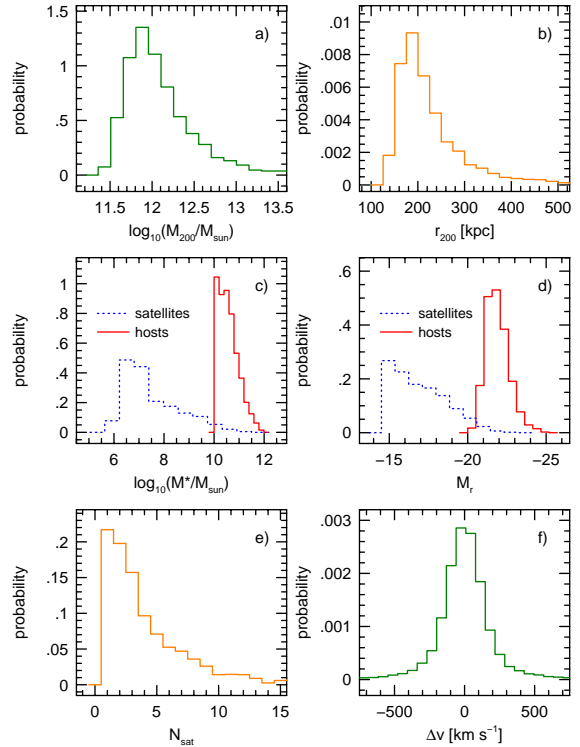 a)
probability
0
.5
1
1.5
11.5 12 12.5 13 13.5
log₁₀(M₂₀₀/Mₛᵤₙ)
b)
probability
0
.002
.004
.006
.008
.01
100 200 300 400 500
r₂₀₀ [kpc]
c)
satellites
hosts
probability
0
.2
.4
.6
.8
1
6 8 10 12
log₁₀(M*/Mₛᵤₙ)
d)
satellites
hosts
probability
0
.2
.4
.6
−15 −20 −25
Mᵣ
e)
probability
0
.05
.1
.15
.2
0 5 10 15
Nₛₐₜ
f)
probability
0
0.001
0.002
0.003
−500 0 500
Δv [km s⁻¹]